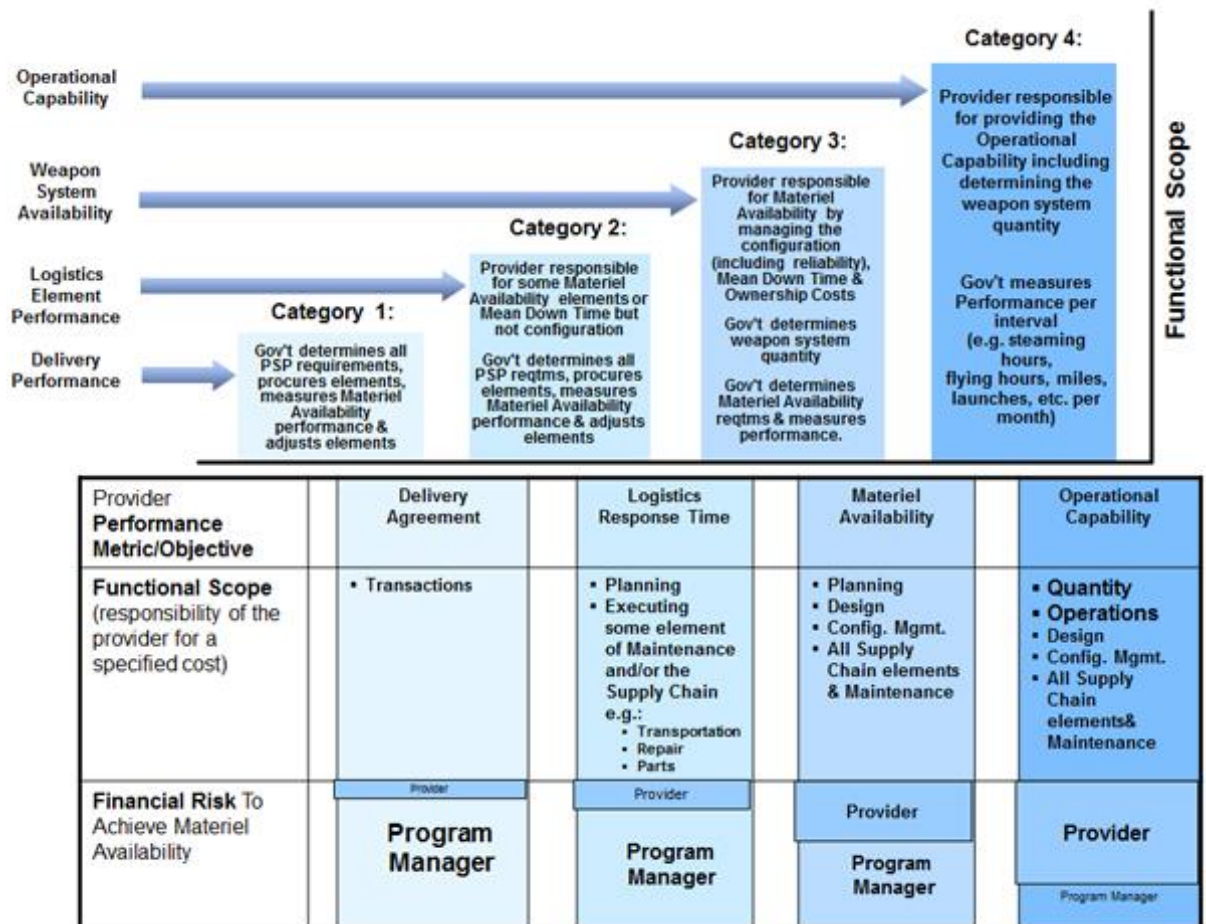 Category 4:
Operational
Capability
Provider responsible
for providing the
Operational
Capability including
determining the
weapon system
quantity
Gov't measures
Performance per
interval
(e.g. steaming
hours,
flying hours, miles,
launches, etc. per
month)
Functional Scope
Category 3:
Weapon
System
Availability
Provider responsible
for Materiel
Availability by
managing the
configuration
(including reliability),
Mean Down Time &
Ownership Costs
Gov't determines
weapon system
quantity
Gov't determines
Materiel Availability
reqtms & measures
performance.
Category 2:
Logistics
Element
Performance
Provider responsible
for some Materiel
Availability elements or
Mean Down Time but
not configuration
Gov't determines all
PSP reqtms, procures
elements, measures
Materiel Availability
performance & adjusts
elements
Category 1:
Delivery
Performance
Gov't determines all
PSP requirements,
procures elements,
measures Materiel
Availability
performance &
adjusts elements
Provider
Performance
Metric/Objective
Delivery
Agreement
Logistics
Response Time
Materiel
Availability
Operational
Capability
Functional Scope
(responsibility of the
provider for a
specified cost)
▪ Transactions
▪ Planning
▪ Executing
some element
of Maintenance
and/or the
Supply Chain
e.g.:
▪ Transportation
▪ Repair
▪ Parts
▪ Planning
▪ Design
▪ Config. Mgmt.
▪ All Supply
Chain elements
& Maintenance
▪ Quantity
▪ Operations
▪ Design
▪ Config. Mgmt.
▪ All Supply
Chain
elements&
Maintenance
Financial Risk To
Achieve Materiel
Availability
Provider
Program
Manager
Provider
Program
Manager
Provider
Program
Manager
Provider
Program Manager